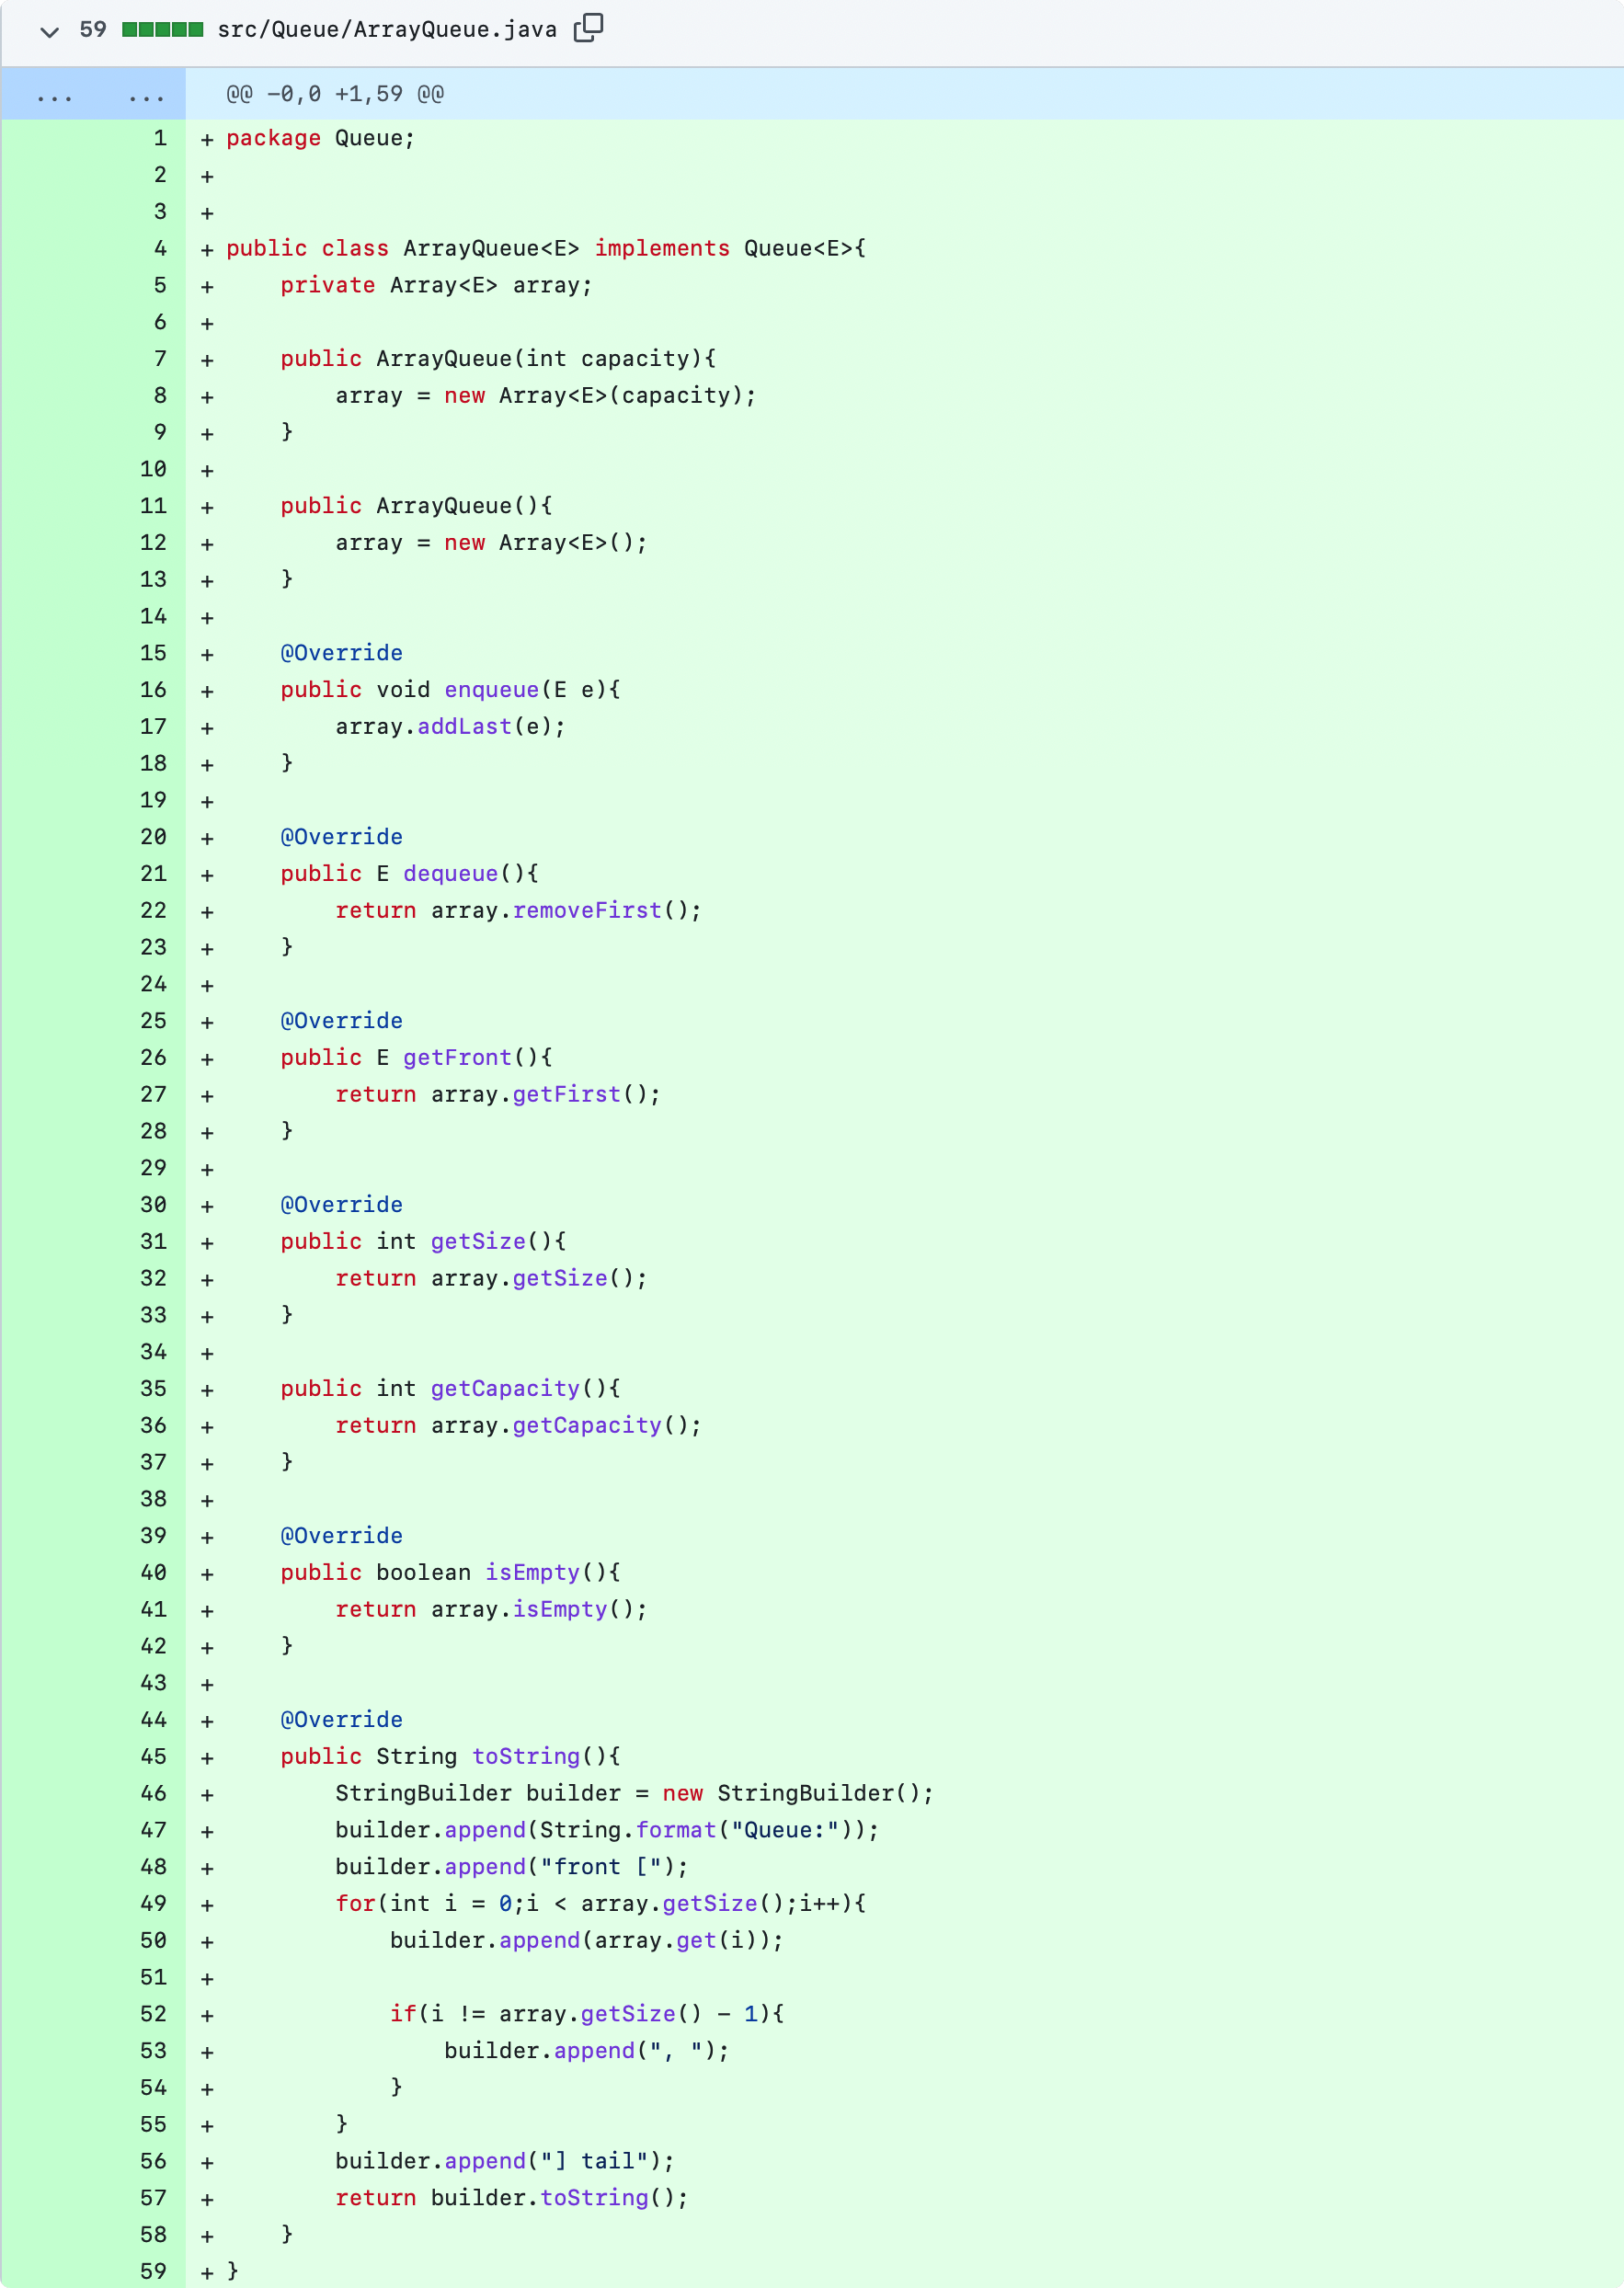 59 src/Queue/ArrayQueue.java
... ... @@ -0,0 +1,59 @@
1 + package Queue;
2 +
3 +
4 + public class ArrayQueue<E> implements Queue<E>{
5 +     private Array<E> array;
6 +
7 +     public ArrayQueue(int capacity){
8 +         array = new Array<E>(capacity);
9 +     }
10 +
11 +     public ArrayQueue(){
12 +         array = new Array<E>();
13 +     }
14 +
15 +     @Override
16 +     public void enqueue(E e){
17 +         array.addLast(e);
18 +     }
19 +
20 +     @Override
21 +     public E dequeue(){
22 +         return array.removeFirst();
23 +     }
24 +
25 +     @Override
26 +     public E getFront(){
27 +         return array.getFirst();
28 +     }
29 +
30 +     @Override
31 +     public int getSize(){
32 +         return array.getSize();
33 +     }
34 +
35 +     public int getCapacity(){
36 +         return array.getCapacity();
37 +     }
38 +
39 +     @Override
40 +     public boolean isEmpty(){
41 +         return array.isEmpty();
42 +     }
43 +
44 +     @Override
45 +     public String toString(){
46 +         StringBuilder builder = new StringBuilder();
47 +         builder.append(String.format("Queue:"));
48 +         builder.append("front [");
49 +         for(int i = 0;i < array.getSize();i++){
50 +             builder.append(array.get(i));
51 +
52 +             if(i != array.getSize() - 1){
53 +                 builder.append(", ");
54 +             }
55 +         }
56 +         builder.append("] tail");
57 +         return builder.toString();
58 +     }
59 + }